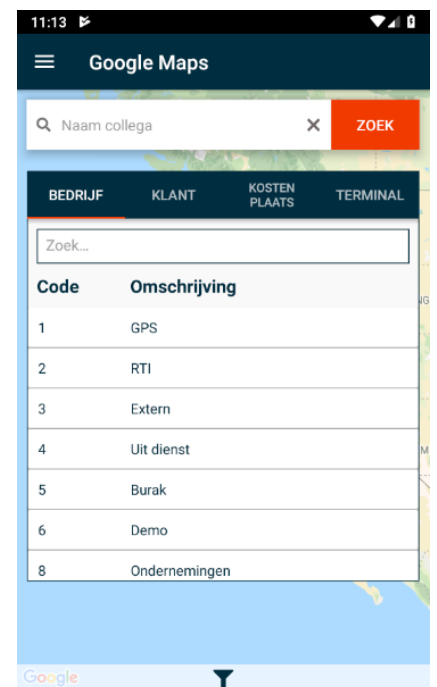 11:13
Google Maps
Naam collega
ZOEK
BEDRIJF KLANT KOSTEN PLAATS TERMINAL
Zoek...
Code Omschrijving
1 GPS
2 RTI
3 Extern
4 Uit dienst
5 Burak
6 Demo
8 Ondernemingen
Google